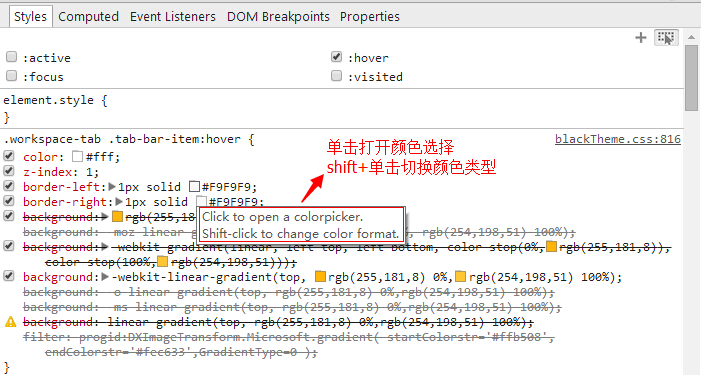 Styles Computed Event Listeners DOM Breakpoints Properties
:active :hover
:focus :visited
element.style {
}
.workspace-tab .tab-bar-item:hover { blackTheme.css:816
单击打开颜色选择
shift+单击切换颜色类型
color: #fff;
z-index: 1;
border-left: 1px solid #F9F9F9;
border-right: 1px solid #F9F9F9;
background: rgb(255,181,8
Click to open a colorpicker.
Shift-click to change color format.
background: -moz-linear-g rgb(254,198,51) 100%);
background: -webkit-gradient(linear, left top, left bottom, color-stop(0%, rgb(255,181,8)),
color-stop(100%, rgb(254,198,51)));
background: -webkit-linear-gradient(top, rgb(255,181,8) 0%, rgb(254,198,51) 100%);
background: -o-linear-gradient(top, rgb(255,181,8) 0%,rgb(254,198,51) 100%);
background: -ms-linear-gradient(top, rgb(255,181,8) 0%,rgb(254,198,51) 100%);
background: linear-gradient(top, rgb(255,181,8) 0%,rgb(254,198,51) 100%);
filter: progid:DXImageTransform.Microsoft.gradient( startColorstr='#ffb508',
endColorstr='#fec633',GradientType=0 );
}